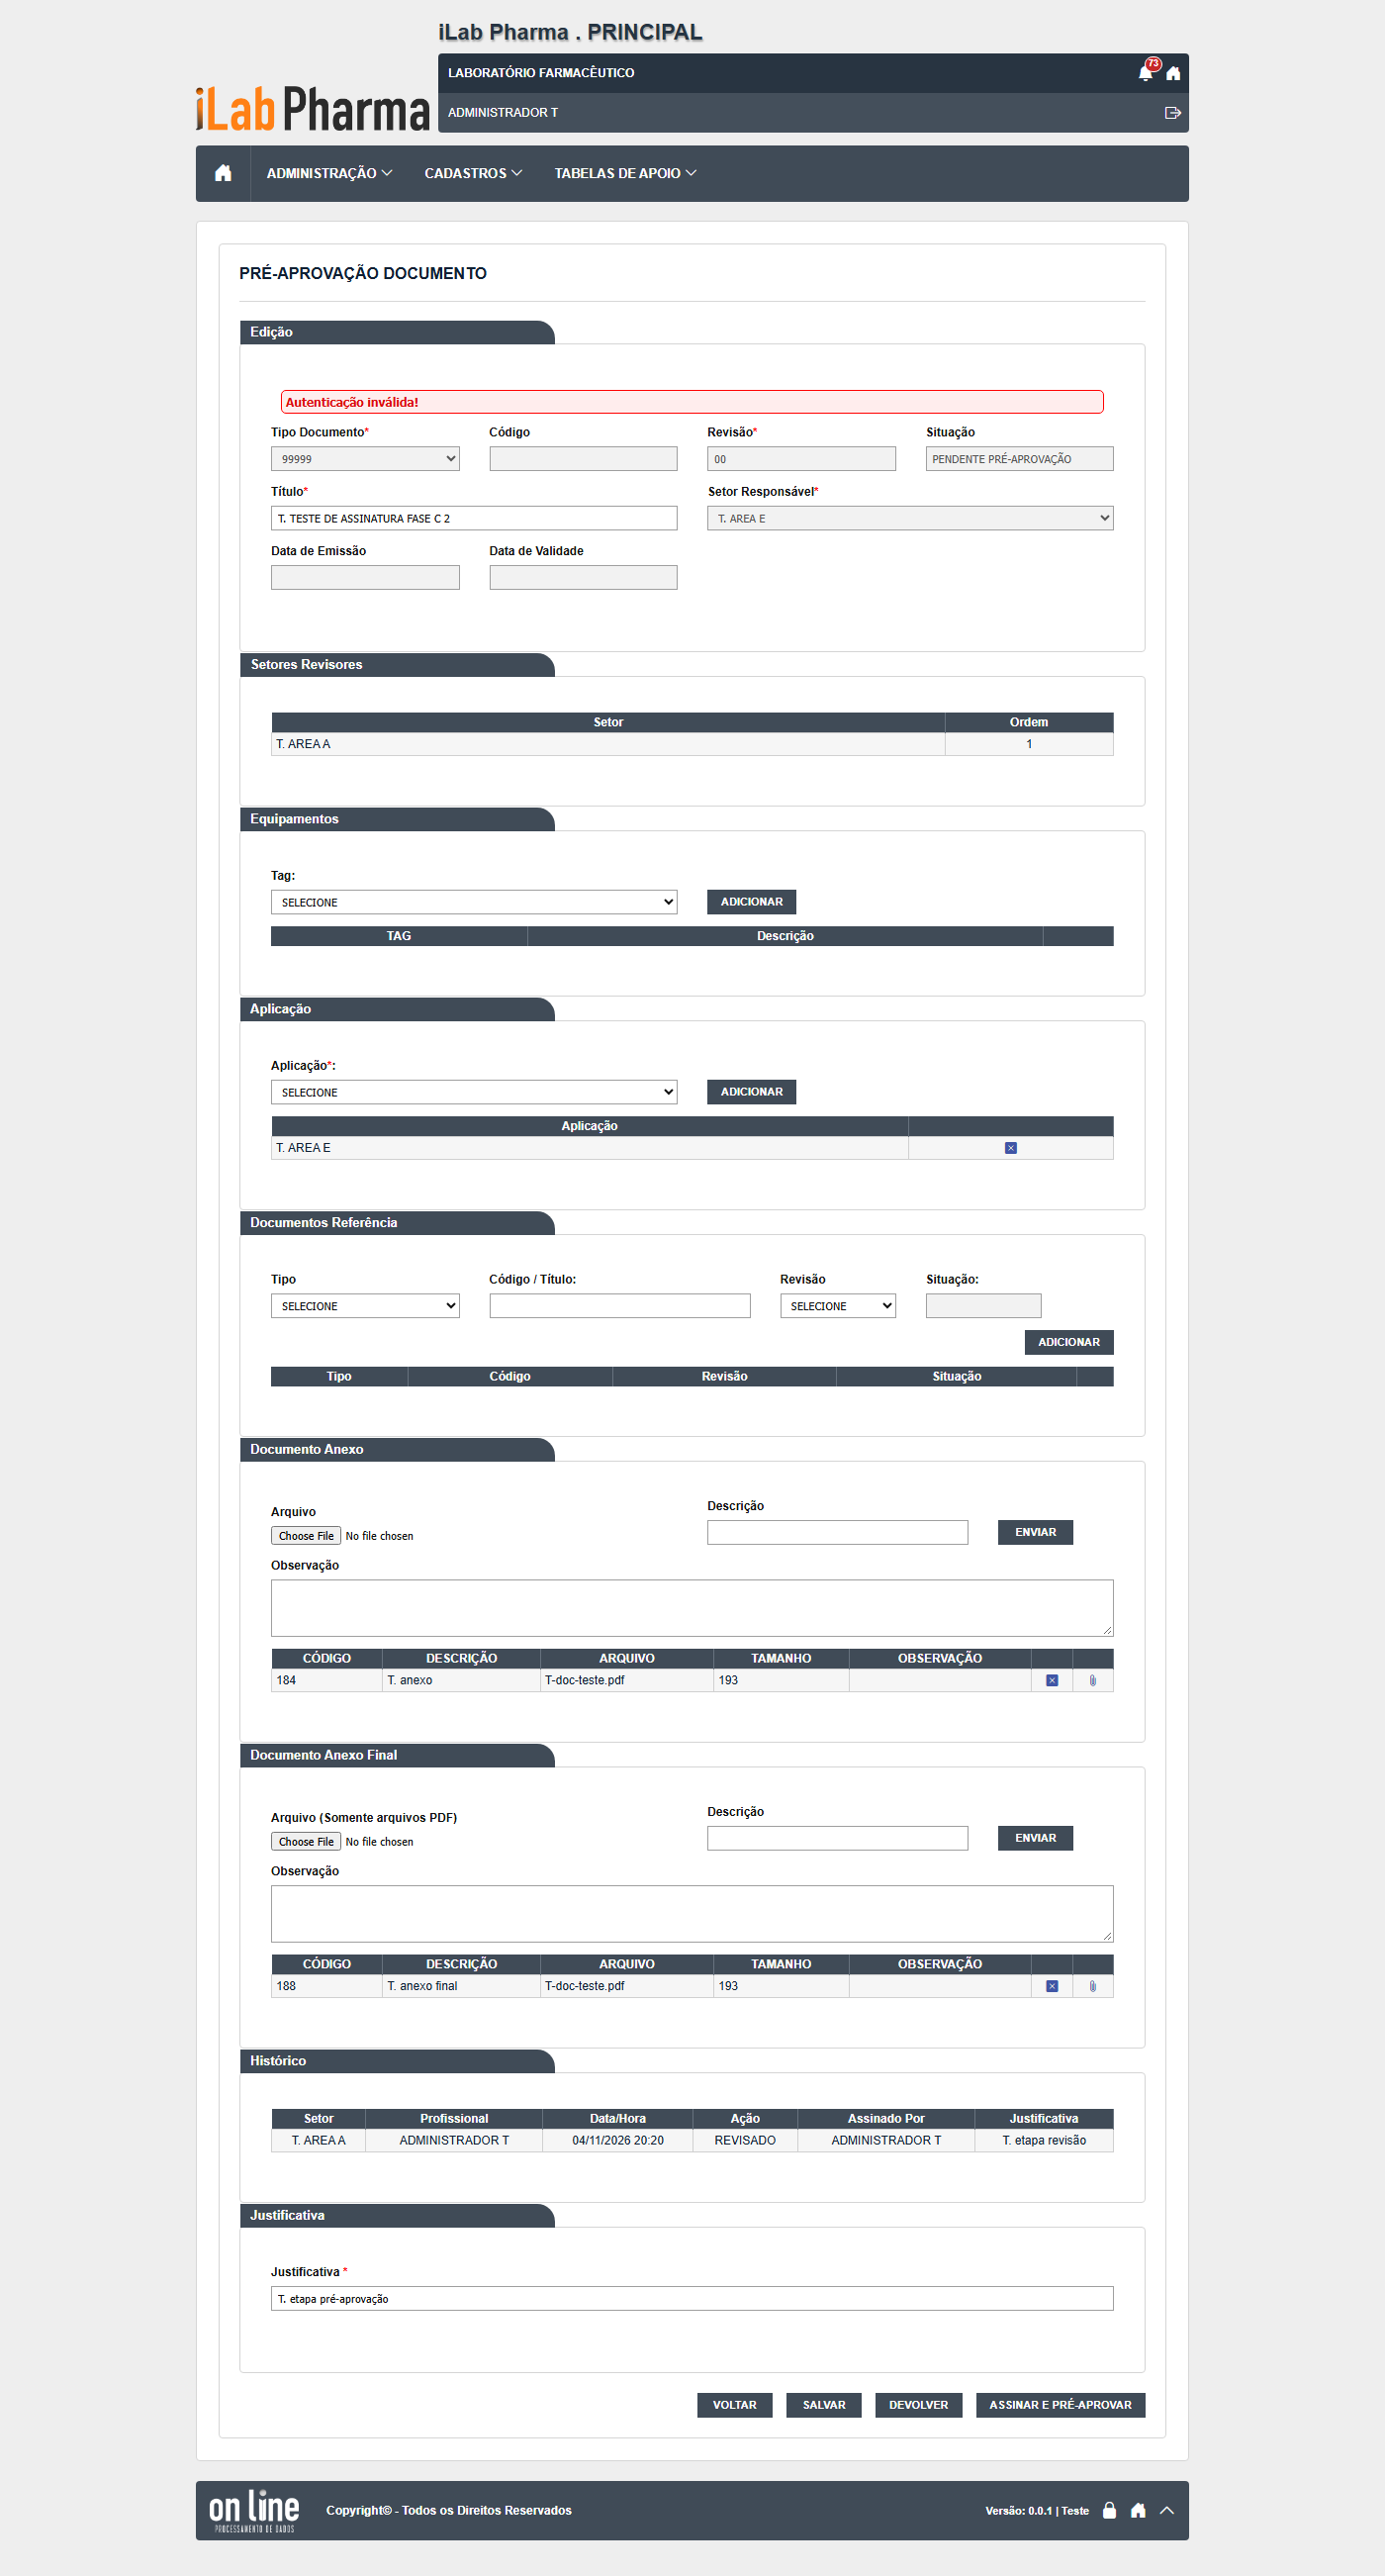 iLab Pharma . PRINCIPAL
LABORATÓRIO FARMACÊUTICO
73
iLab Pharma
ADMINISTRADOR T
ADMINISTRAÇÃO CADASTROS TABELAS DE APOIO
PRÉ-APROVAÇÃO DOCUMENTO
Edição
Autenticação inválida!
Tipo Documento* Código Revisão* Situação
99999 00 PENDENTE PRÉ-APROVAÇÃO
Título* Setor Responsável*
T. TESTE DE ASSINATURA FASE C 2 T. AREA E
Data de Emissão Data de Validade
Setores Revisores
Setor Ordem
T. AREA A 1
Equipamentos
Tag:
SELECIONE ADICIONAR
TAG Descrição
Aplicação
Aplicação*:
SELECIONE ADICIONAR
Aplicação
T. AREA E
Documentos Referência
Tipo Código / Título: Revisão Situação:
SELECIONE SELECIONE
ADICIONAR
Tipo Código Revisão Situação
Documento Anexo
Arquivo Descrição
Choose File No file chosen ENVIAR
Observação
CÓDIGO DESCRIÇÃO ARQUIVO TAMANHO OBSERVAÇÃO
184 T. anexo T-doc-teste.pdf 193
Documento Anexo Final
Arquivo (Somente arquivos PDF) Descrição
Choose File No file chosen ENVIAR
Observação
CÓDIGO DESCRIÇÃO ARQUIVO TAMANHO OBSERVAÇÃO
188 T. anexo final T-doc-teste.pdf 193
Histórico
Setor Profissional Data/Hora Ação Assinado Por Justificativa
T. AREA A ADMINISTRADOR T 04/11/2026 20:20 REVISADO ADMINISTRADOR T T. etapa revisão
Justificativa
Justificativa *
T. etapa pré-aprovação
VOLTAR SALVAR DEVOLVER ASSINAR E PRÉ-APROVAR
on line
PROCESSAMENTO DE DADOS
Copyright© - Todos os Direitos Reservados
Versão: 0.0.1 | Teste